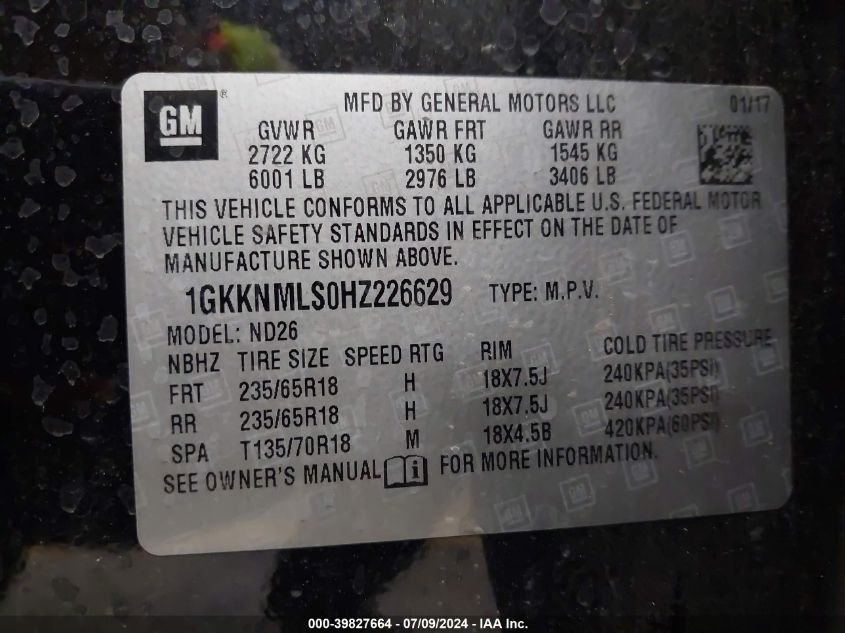 GM ®
MFD BY GENERAL MOTORS LLC 01/17
GVWR GAWR FRT GAWR RR
2722 KG 1350 KG 1545 KG
6001 LB 2976 LB 3406 LB
THIS VEHICLE CONFORMS TO ALL APPLICABLE U.S. FEDERAL MOTOR
VEHICLE SAFETY STANDARDS IN EFFECT ON THE DATE OF
MANUFACTURE SHOWN ABOVE.
1GKKNMLS0HZ226629 TYPE: M.P.V.
MODEL: ND26
NBHZ TIRE SIZE SPEED RTG RIM COLD TIRE PRESSURE
FRT 235/65R18 H 18X7.5J 240KPA(35PSI)
RR 235/65R18 H 18X7.5J 240KPA(35PSI)
SPA T135/70R18 M 18X4.5B 420KPA(60PSI)
SEE OWNER'S MANUAL i FOR MORE INFORMATION.
000-39827664 / 07/09/2024 - IAA Inc.